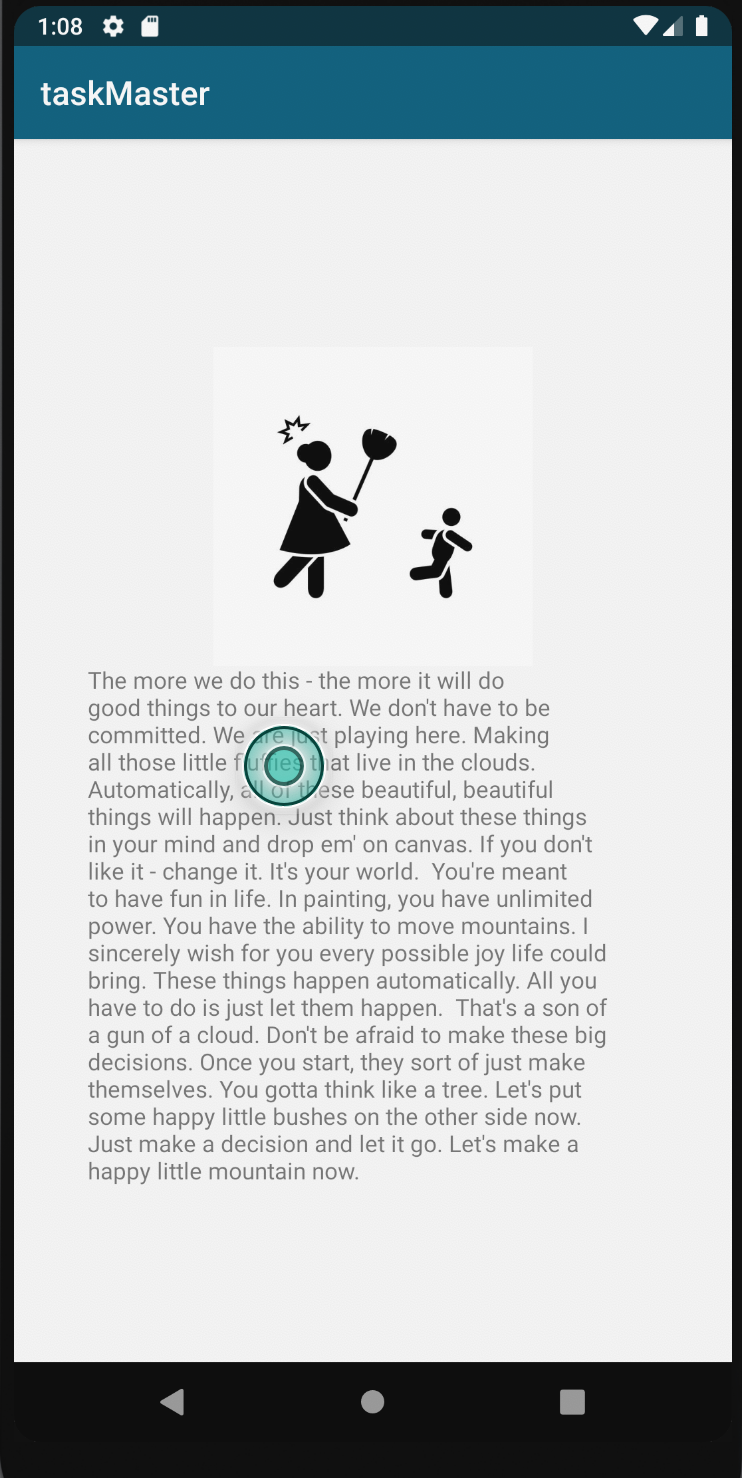 1:08
taskMaster
The more we do this - the more it will do
good things to our heart. We don't have to be
committed. We are just playing here. Making
all those little fluffies that live in the clouds.
Automatically, all of these beautiful, beautiful
things will happen. Just think about these things
in your mind and drop em' on canvas. If you don't
like it - change it. It's your world.  You're meant
to have fun in life. In painting, you have unlimited
power. You have the ability to move mountains. I
sincerely wish for you every possible joy life could
bring. These things happen automatically. All you
have to do is just let them happen.  That's a son of
a gun of a cloud. Don't be afraid to make these big
decisions. Once you start, they sort of just make
themselves. You gotta think like a tree. Let's put
some happy little bushes on the other side now.
Just make a decision and let it go. Let's make a
happy little mountain now.